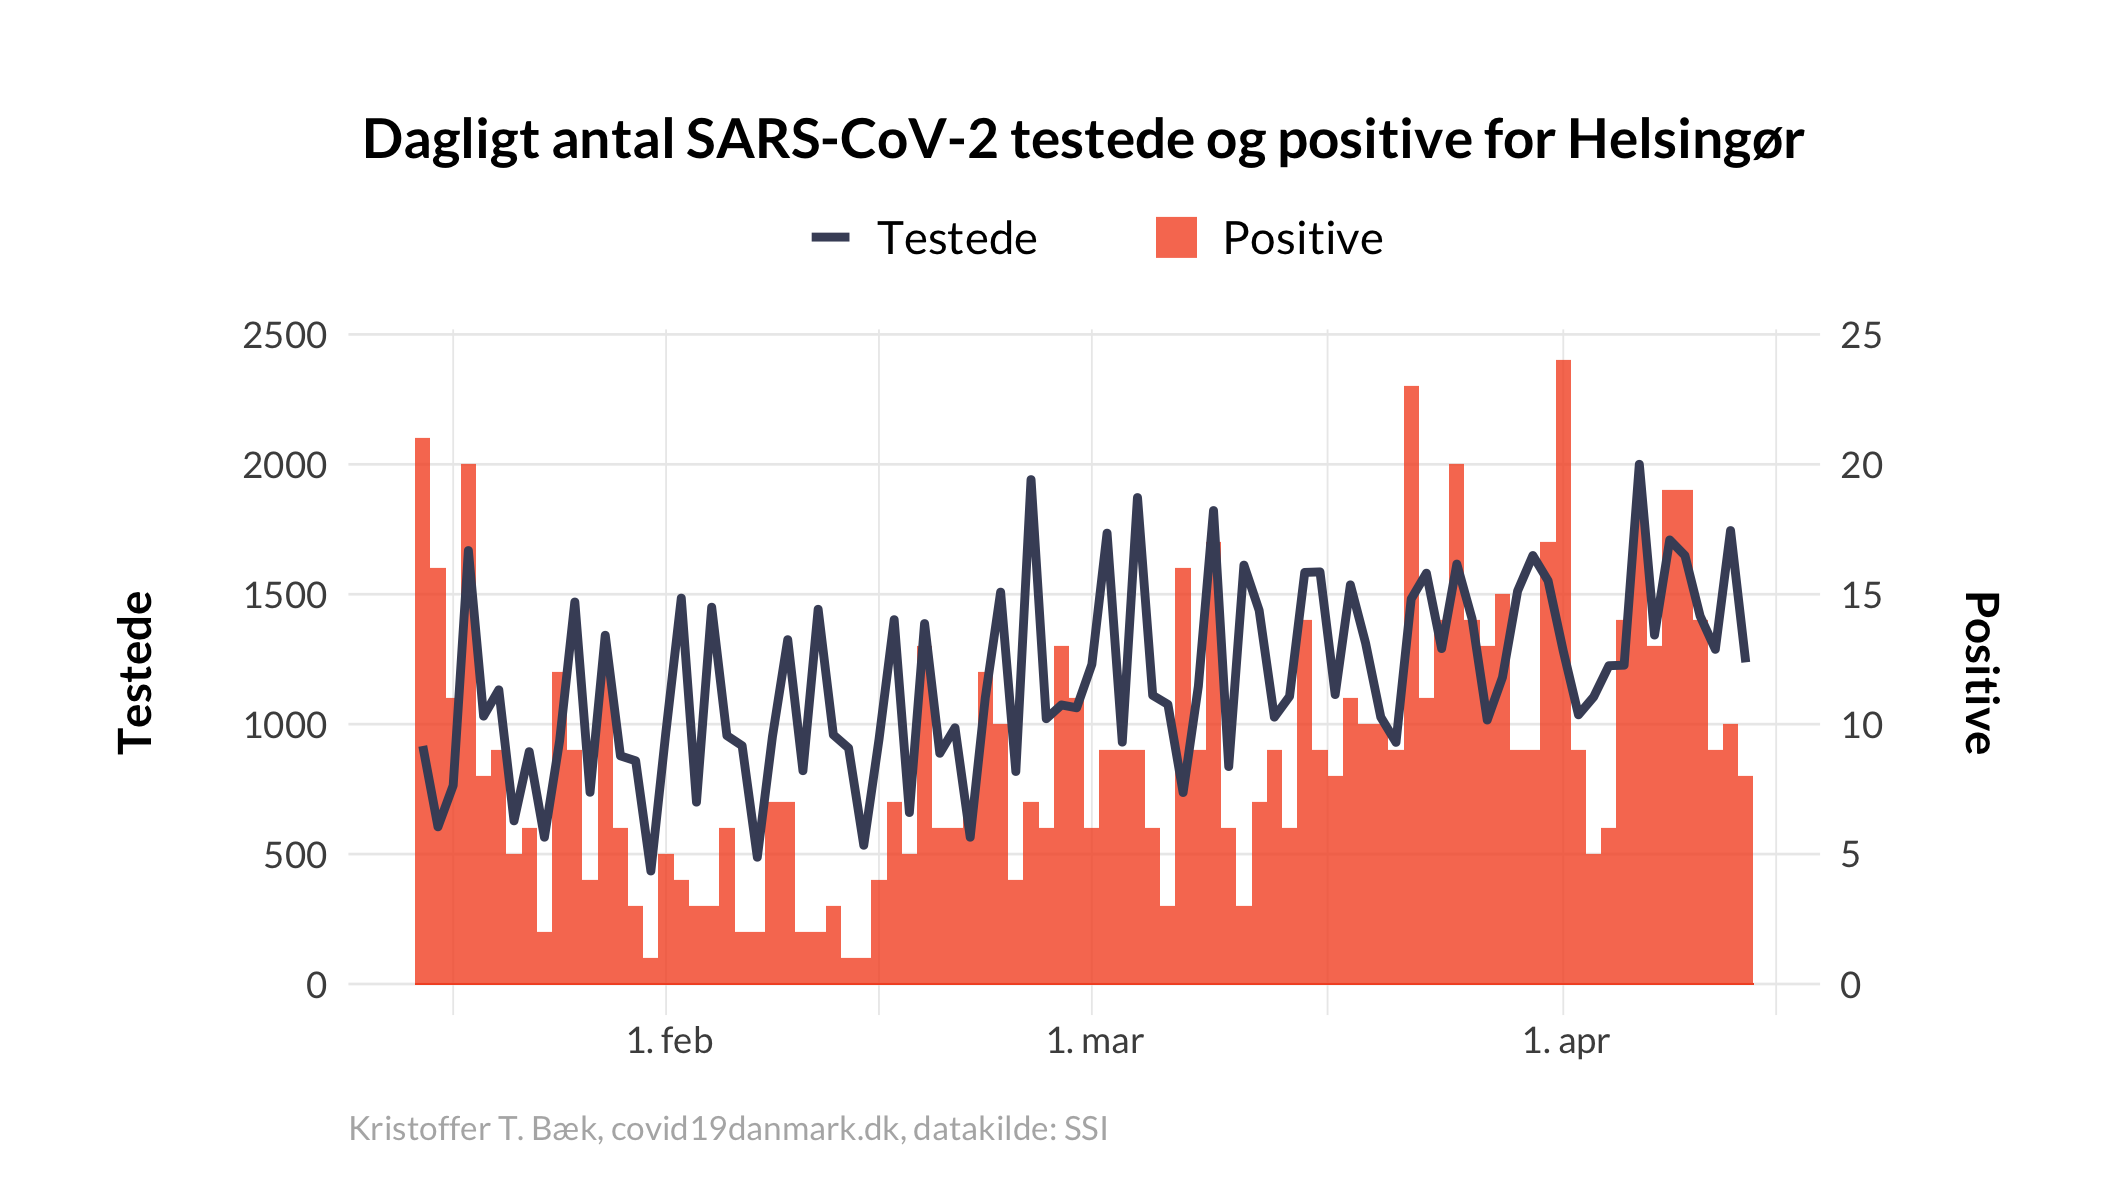 Dagligt antal SARS-CoV-2 testede og positive for Helsingør
Testede
Positive
2500
2000
1500
1000
500
0
Testede
25
20
15
10
5
0
Positive
1. feb
1. mar
1. apr
Kristoffer T. Bæk, covid19danmark.dk, datakilde: SSI